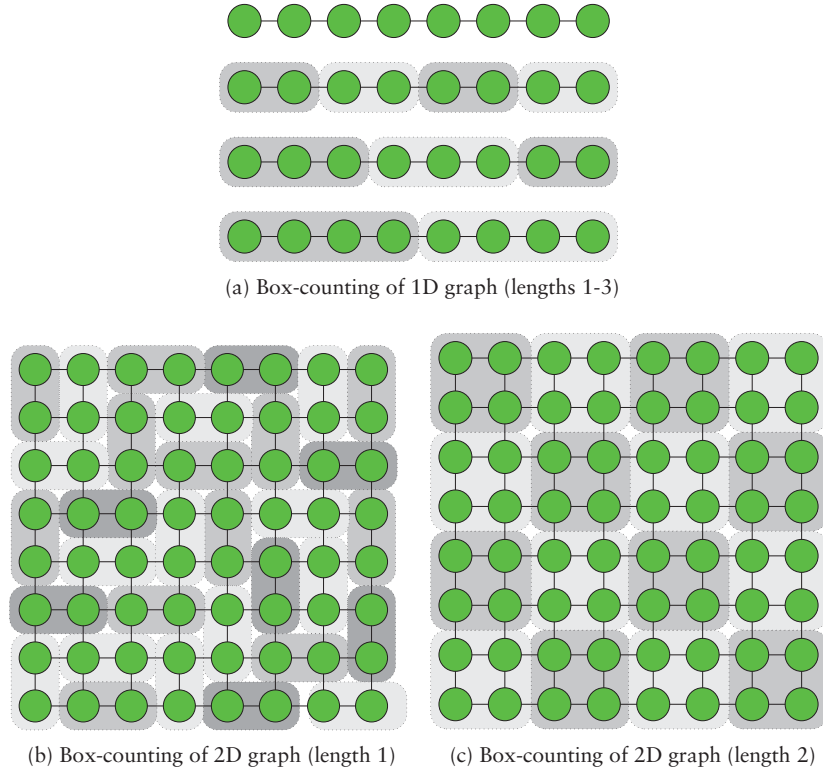 (a) Box-counting of 1D graph (lengths 1-3)
(b) Box-counting of 2D graph (length 1)
(c) Box-counting of 2D graph (length 2)